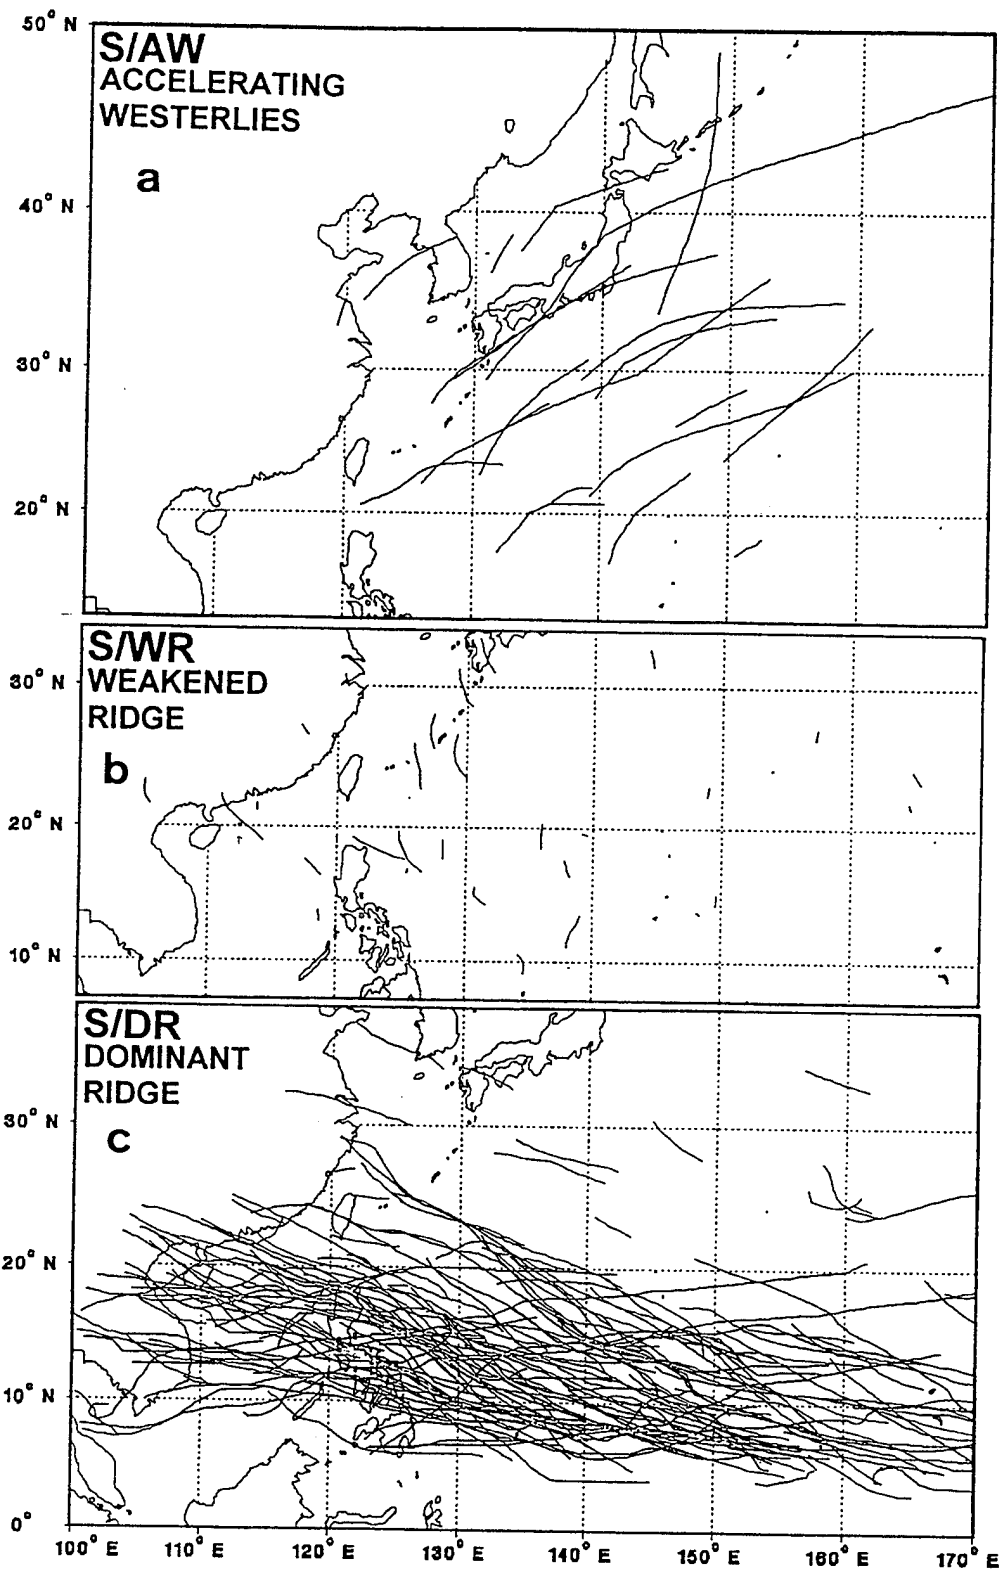 50° N
S/AW
ACCELERATING
WESTERLIES
a
40° N
30° N
20° N
S/WR
WEAKENED
RIDGE
b
30° N
20° N
10° N
S/DR
DOMINANT
RIDGE
c
30° N
20° N
10° N
0°
100° E 110° E 120° E 130° E 140° E 150° E 160° E 170° E